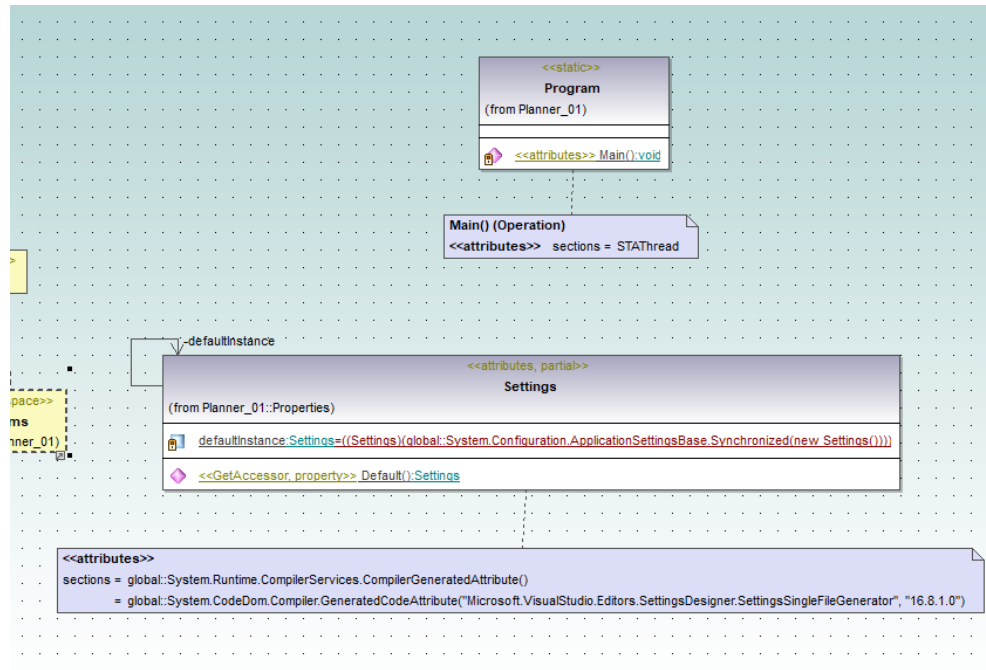 <<static>>
Program
(from Planner_01)
<<attributes>> Main():void
Main() (Operation)
<<attributes>> sections = STAThread
>
-defaultInstance
<<attributes, partial>>
Settings
(from Planner_01::Properties)
defaultInstance:Settings=((Settings)(global::System.Configuration.ApplicationSettingsBase.Synchronized(new Settings())))
<<GetAccessor, property>> Default():Settings
pace>>
ms
nner_01)
<<attributes>>
sections = global::System.Runtime.CompilerServices.CompilerGeneratedAttribute()
= global::System.CodeDom.Compiler.GeneratedCodeAttribute("Microsoft.VisualStudio.Editors.SettingsDesigner.SettingsSingleFileGenerator", "16.8.1.0")